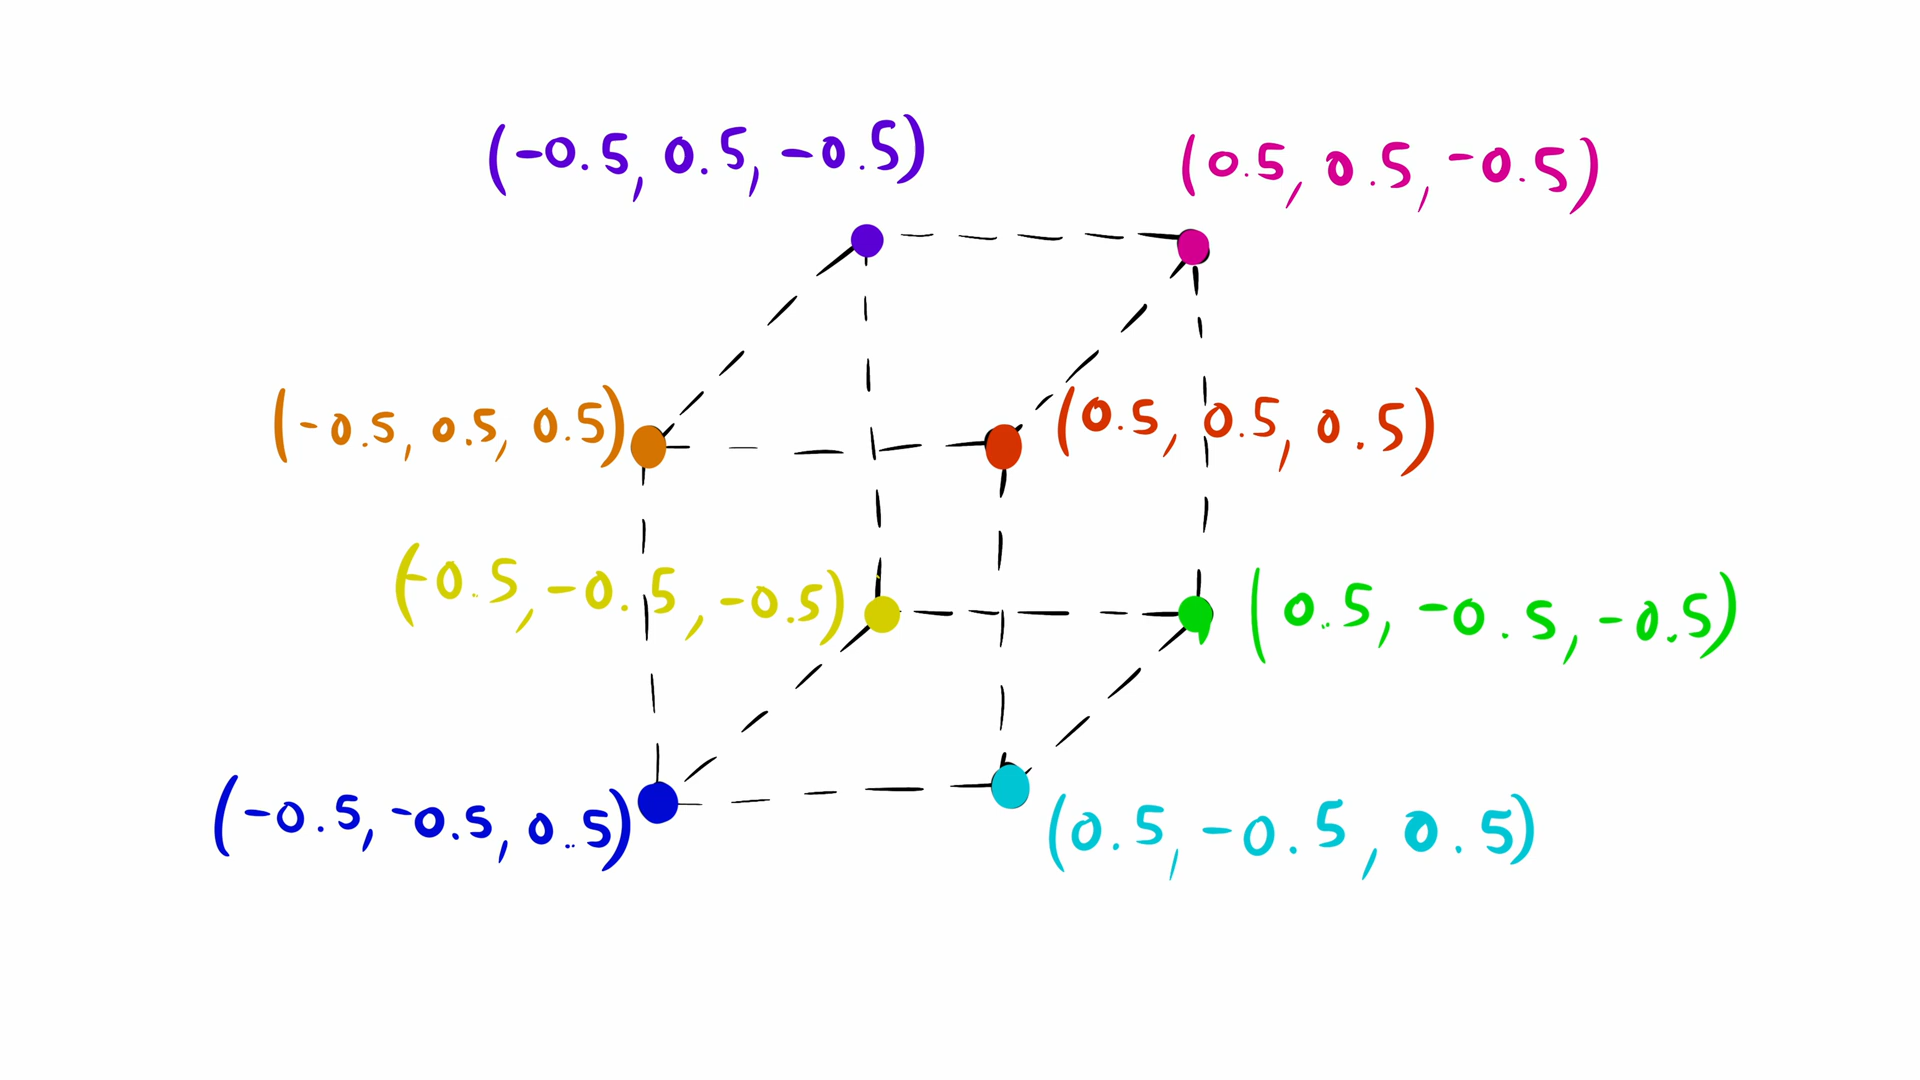 (-0.5, 0.5, -0.5)
(0.5, 0.5, -0.5)
(-0.5, 0.5, 0.5)
(0.5, 0.5, 0.5)
(-0.5, -0.5, -0.5)
(0.5, -0.5, -0.5)
(-0.5, -0.5, 0.5)
(0.5, -0.5, 0.5)